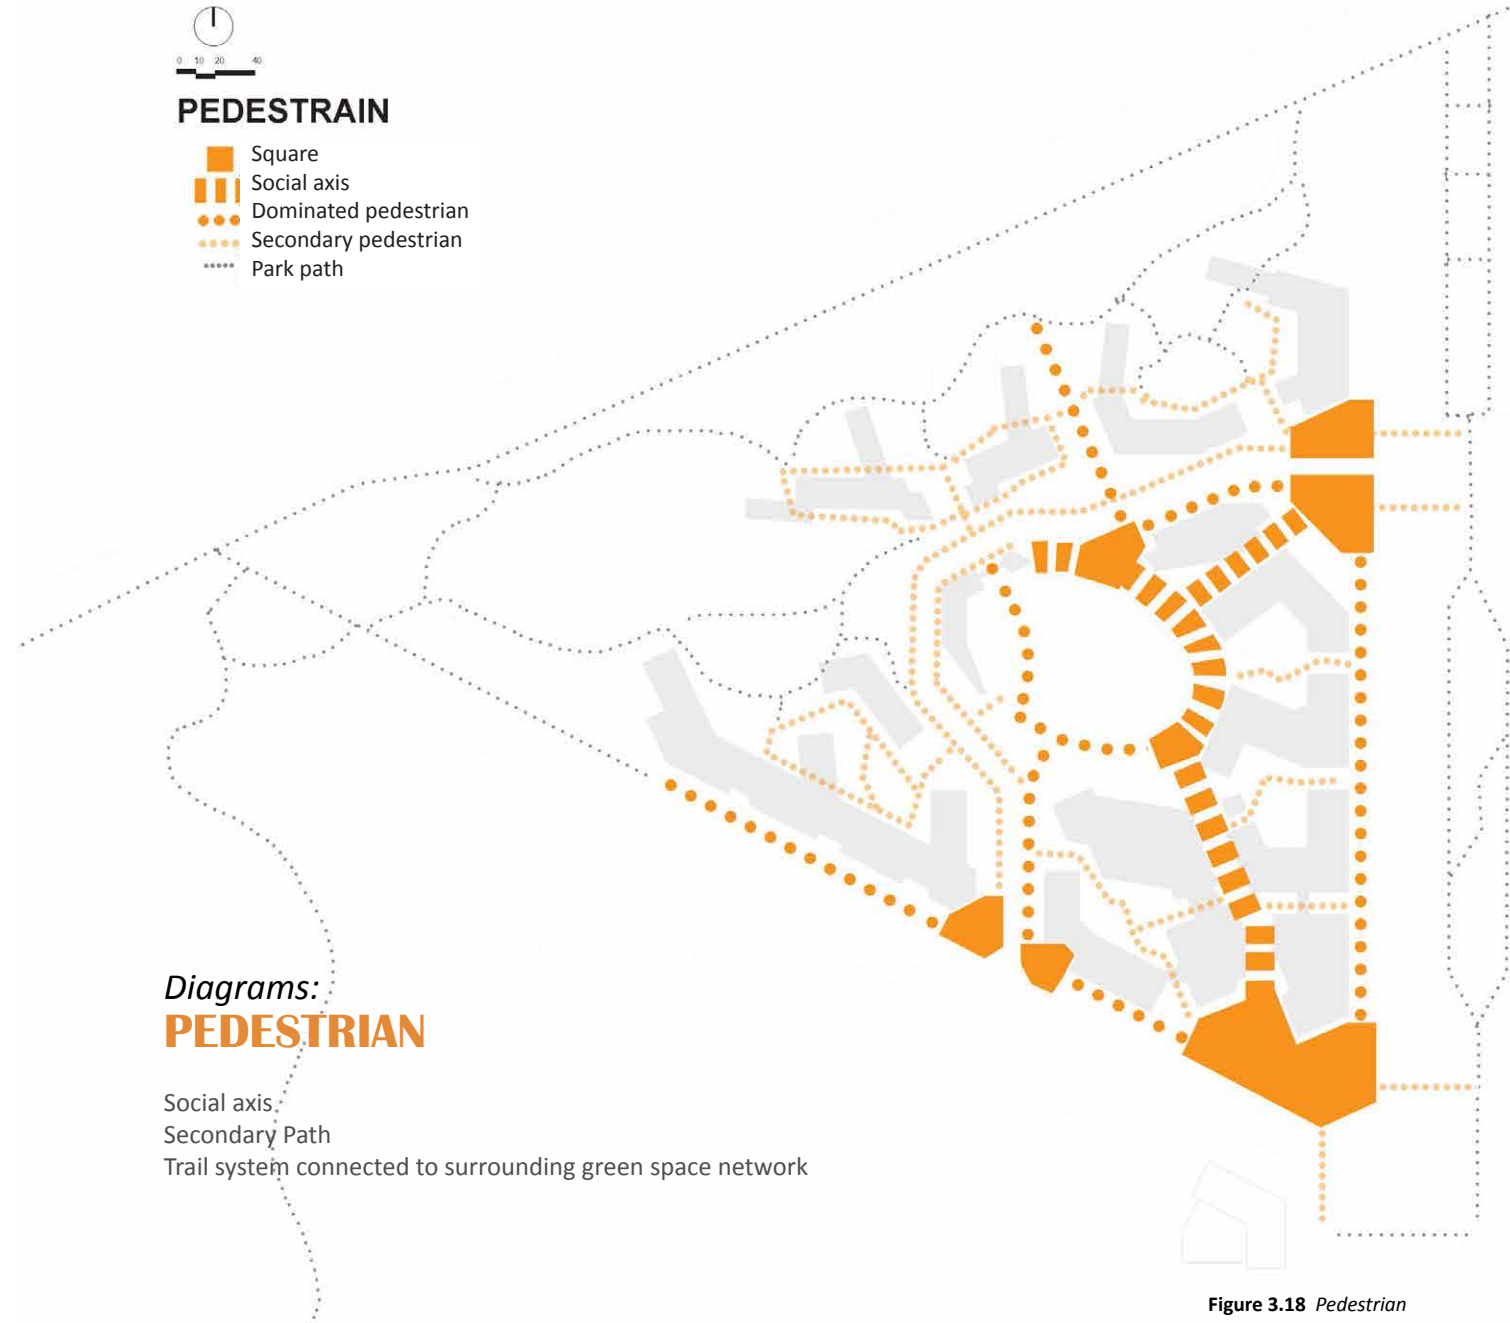 0 10 20 40
PEDESTRAIN
Square
Social axis
Dominated pedestrian
Secondary pedestrian
Park path
Diagrams:
PEDESTRIAN
Social axis
Secondary Path
Trail system connected to surrounding green space network
Figure 3.18 Pedestrian